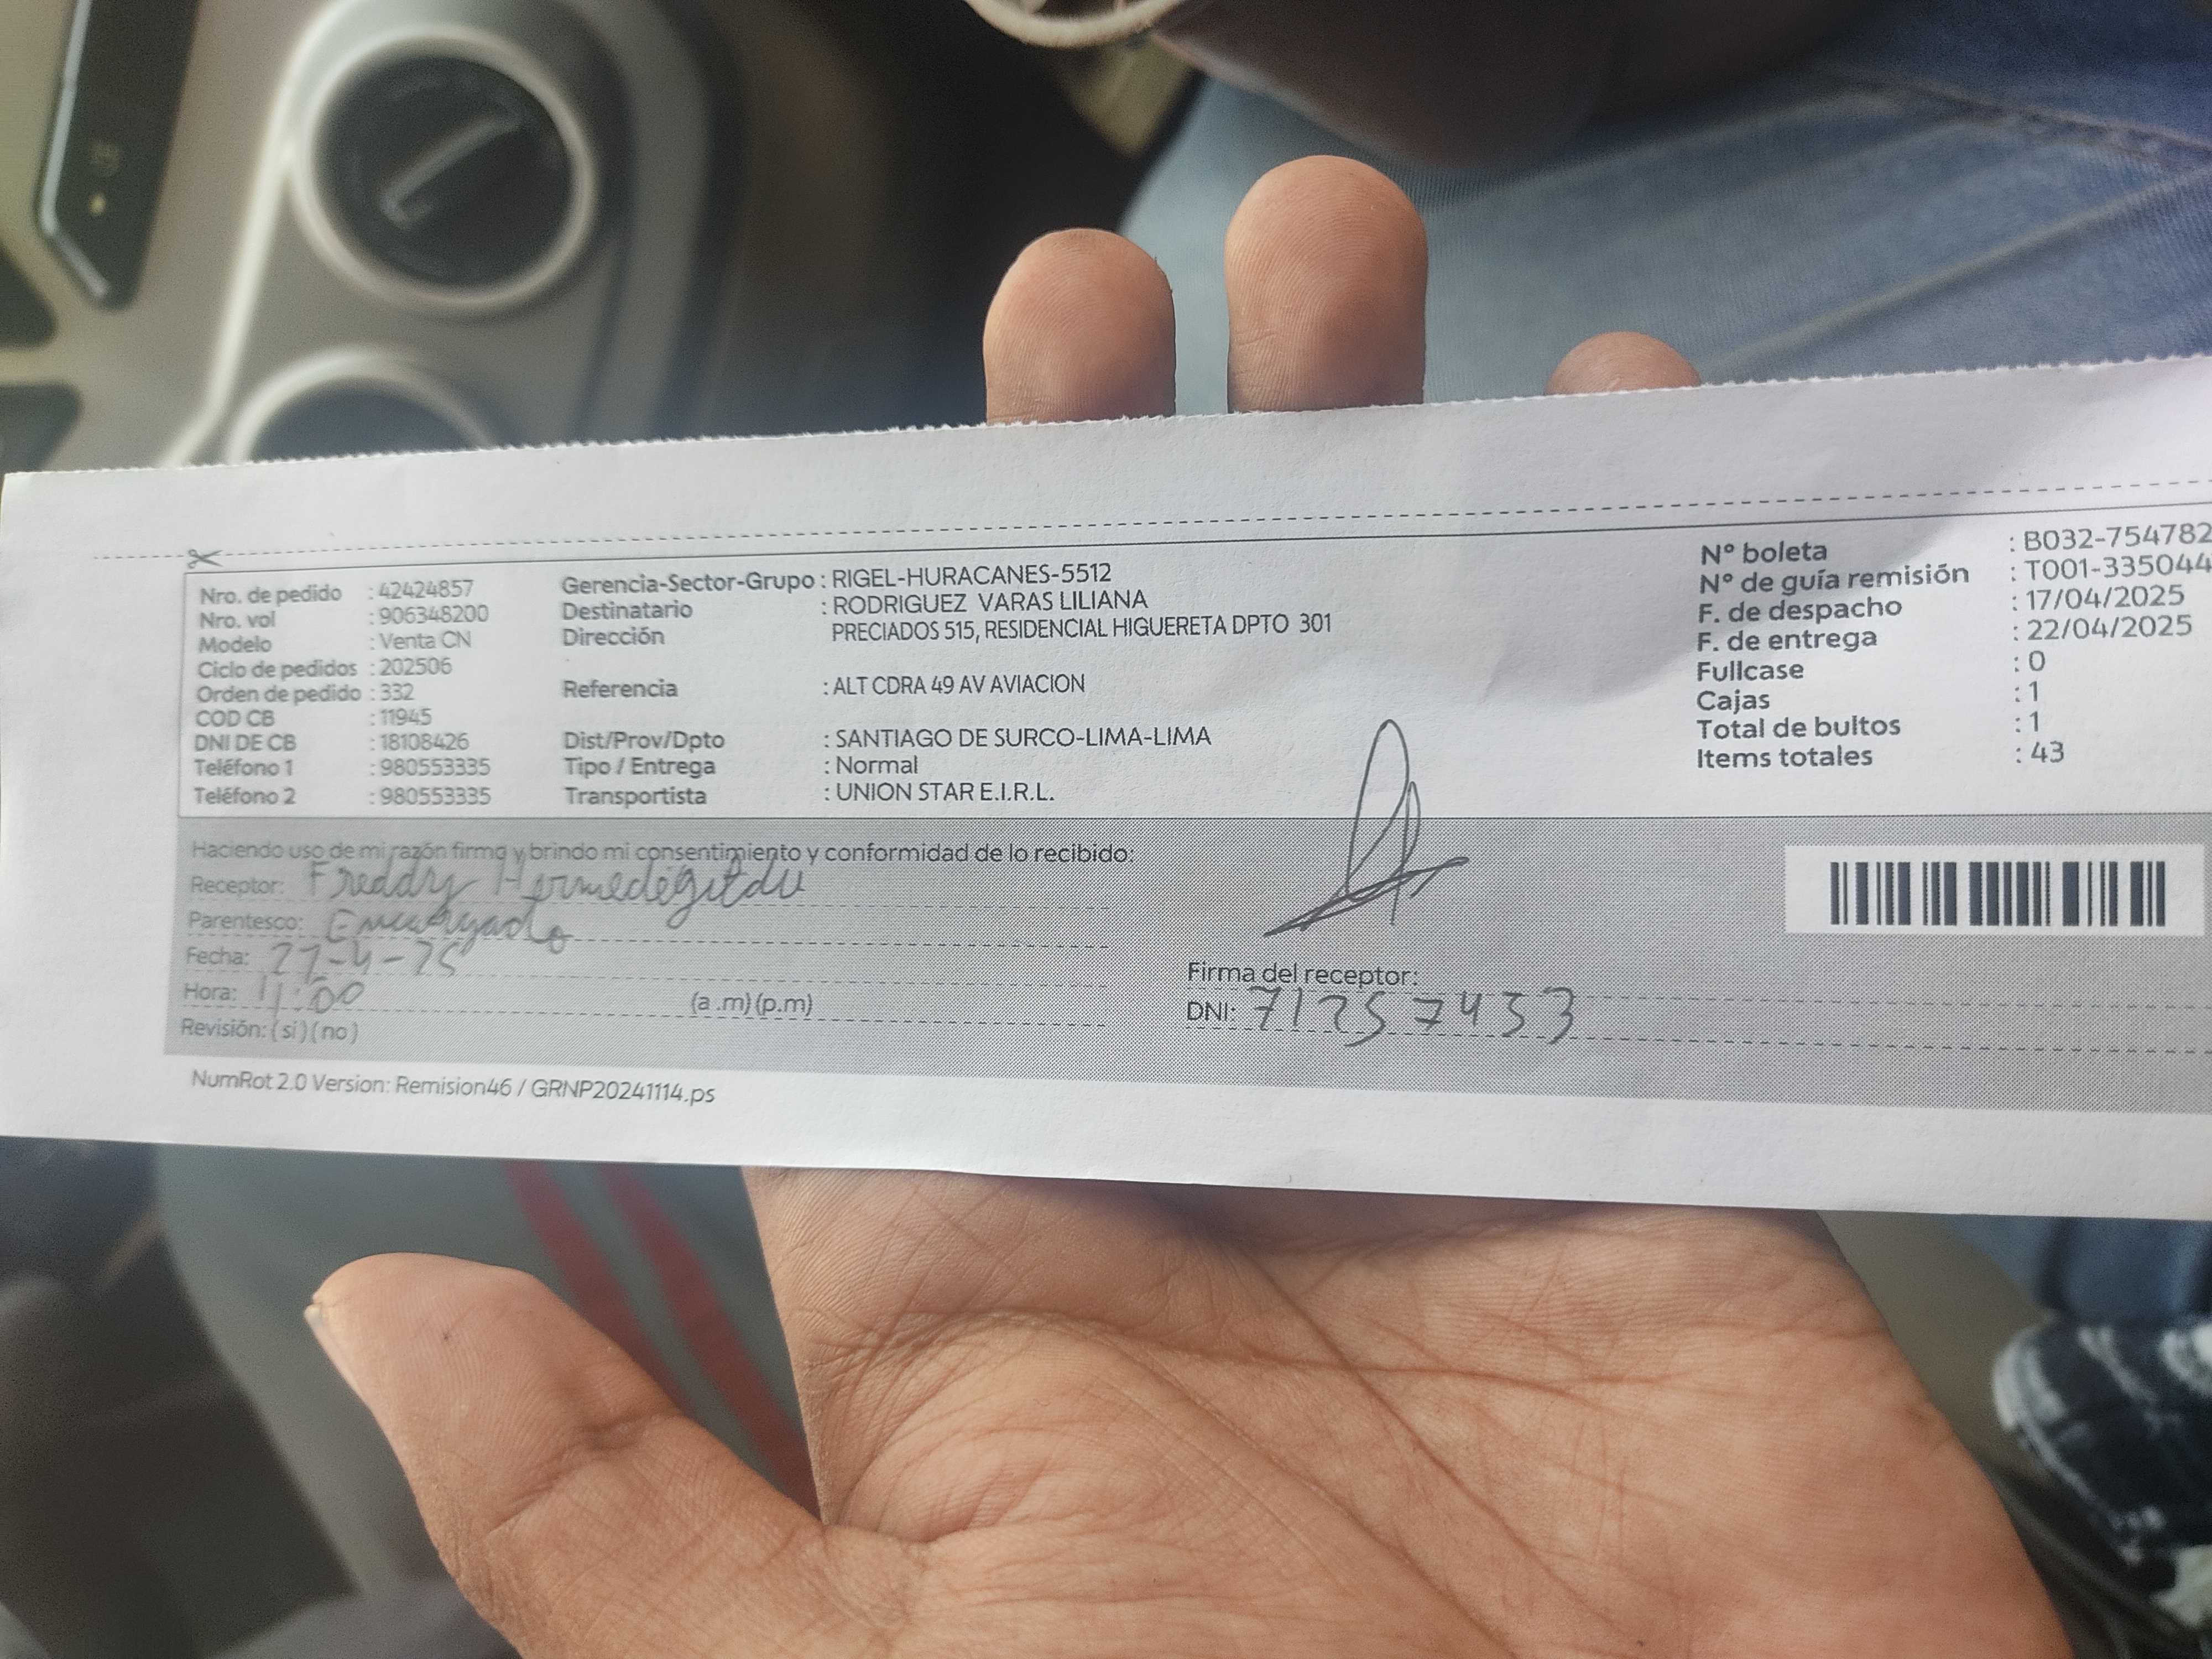 Nro. de pedido : 42424857
Nro. vol : 906348200
Modelo : Venta CN
Ciclo de pedidos : 202506
Orden de pedido : 332
COD CB : 11945
DNI DE CB : 18108426
Teléfono 1 : 980553335
Teléfono 2 : 980553335
Gerencia-Sector-Grupo : RIGEL-HURACANES-5512
Destinatario : RODRIGUEZ VARAS LILIANA
Dirección PRECIADOS 515, RESIDENCIAL HIGUERETA DPTO 301
Referencia : ALT CDRA 49 AV AVIACION
Dist/Prov/Dpto : SANTIAGO DE SURCO-LIMA-LIMA
Tipo / Entrega : Normal
Transportista : UNION STAR E.I.R.L.
N° boleta : B032-754782
N° de guía remisión : T001-335044
F. de despacho : 17/04/2025
F. de entrega : 22/04/2025
Fullcase : 0
Cajas : 1
Total de bultos : 1
Items totales : 43
Haciendo uso de mi razón firmo y brindo mi consentimiento y conformidad de lo recibido:
Receptor: Freddy
Parentesco: Encargado
Fecha:
Hora: 11:00 (a .m) (p.m)
Revisión: (si) (no)
Firma del receptor:
DNI: 71257453
NumRot 2.0 Version: Remision46 / GRNP20241114.ps